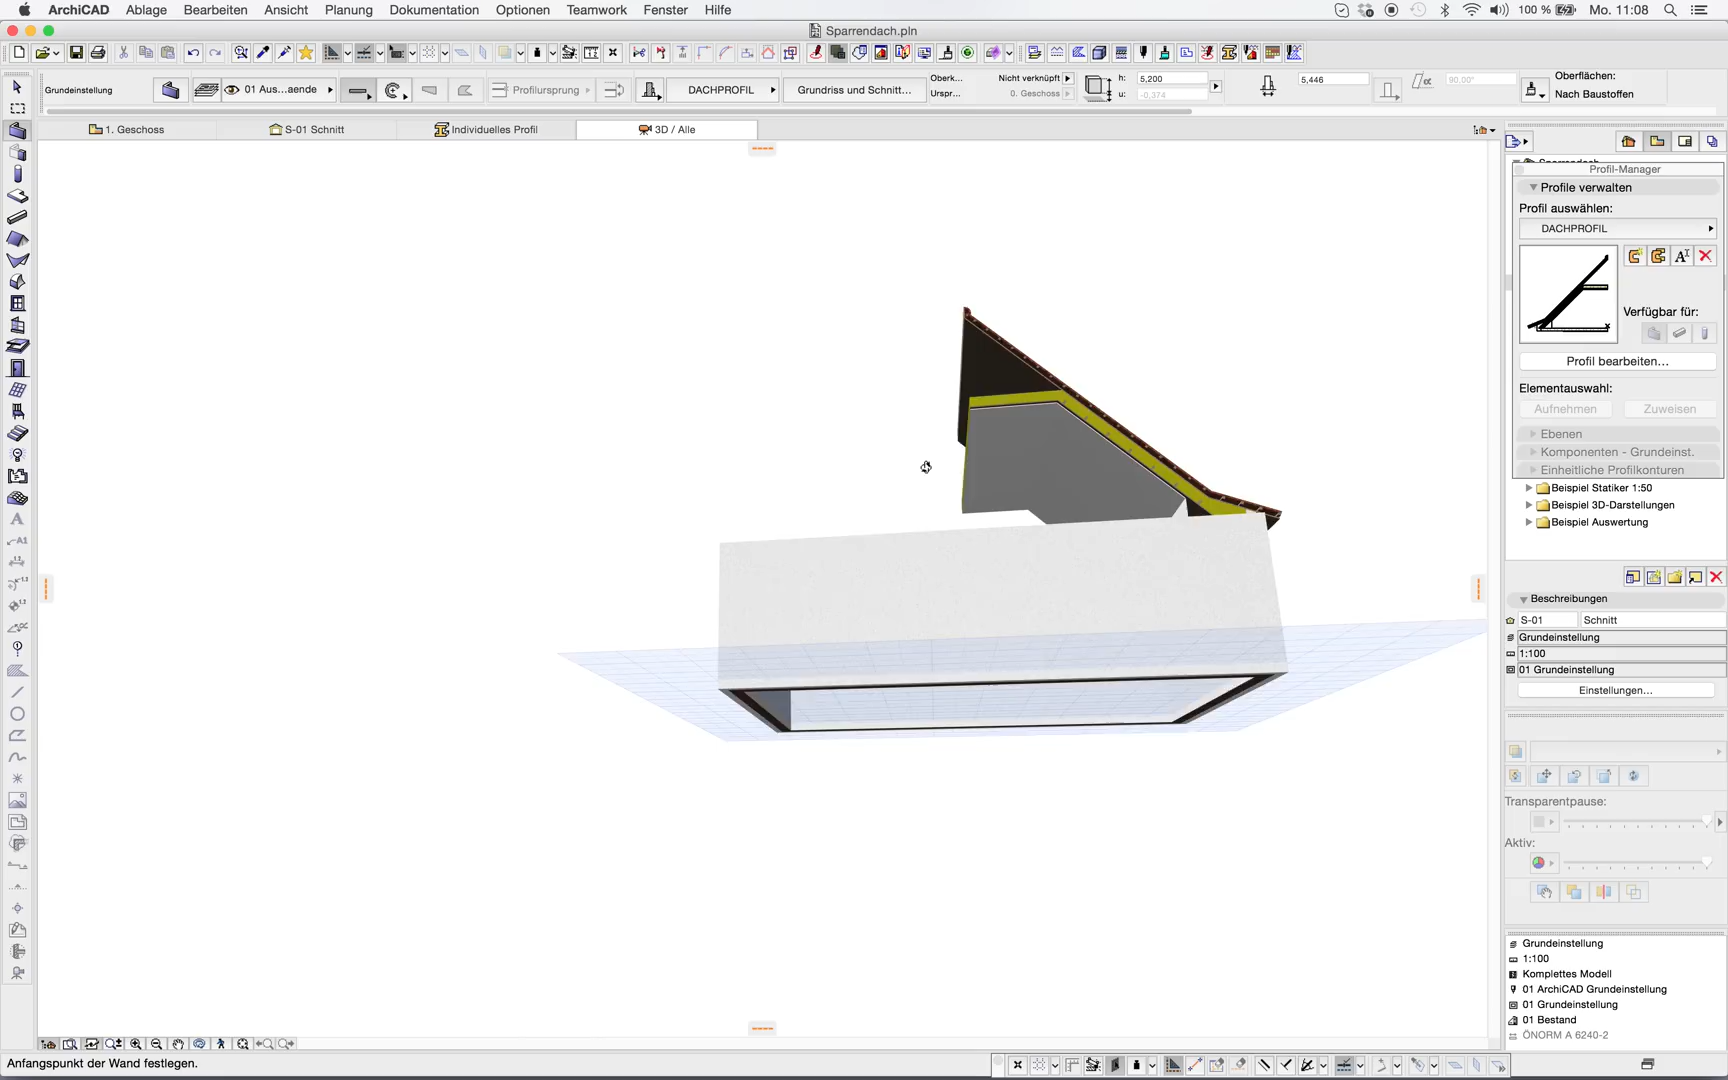 ArchiCAD Ablage Bearbeiten Ansicht Planung Dokumentation Optionen Teamwork Fenster Hilfe 100 % Mo. 11:08
Sparrendach.pln
Grundeinstellung 01 Aus...aende Profilursprung DACHPROFIL Grundriss und Schnitt... Oberk... Nicht verknüpft h: 5,200 5,446 90,00° Oberflächen:
Urspr... 0. Geschoss u: -0,374 Nach Baustoffen
1. Geschoss S-01 Schnitt Individuelles Profil 3D / Alle
Profil-Manager
Profile verwalten
Profil auswählen:
DACHPROFIL
Verfügbar für:
Profil bearbeiten...
Elementauswahl:
Aufnehmen Zuweisen
Ebenen
Komponenten - Grundeinst.
Einheitliche Profilkonturen
Beispiel Statiker 1:50
Beispiel 3D-Darstellungen
Beispiel Auswertung
Beschreibungen
S-01 Schnitt
Grundeinstellung
1:100
01 Grundeinstellung
Einstellungen...
Transparentpause:
Aktiv:
Grundeinstellung
1:100
Komplettes Modell
01 ArchiCAD Grundeinstellung
01 Grundeinstellung
01 Bestand
ÖNORM A 6240-2
Anfangspunkt der Wand festlegen.